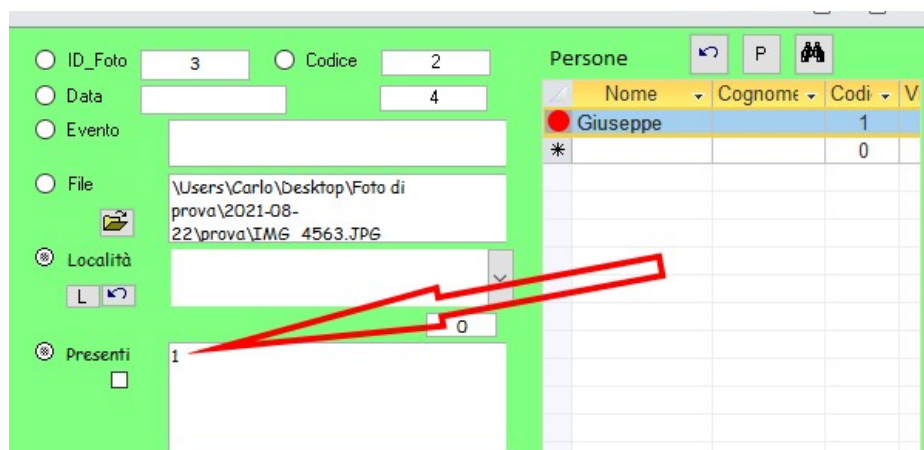 ID_Foto 3 Codice 2
Data 4
Evento
File \Users\Carlo\Desktop\Foto di
prova\2021-08-
22\prova\IMG_4563.JPG
Località
L
0
Presenti 1
Persone P
Nome Cognome Codi V
Giuseppe 1
* 0